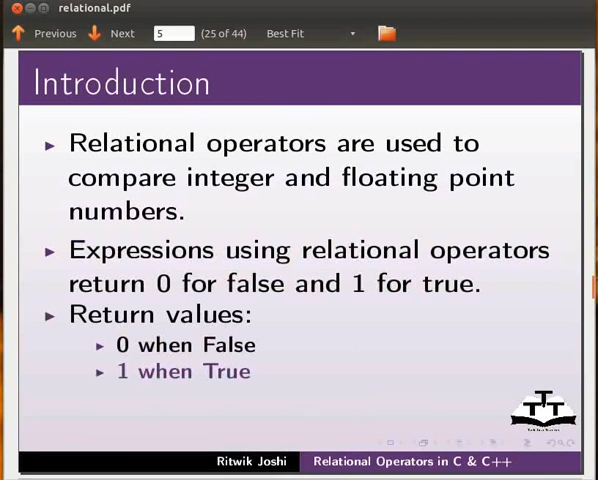 relational.pdf
Previous Next 5 (25 of 44) Best Fit
Introduction
Relational operators are used to
compare integer and floating point
numbers.
Expressions using relational operators
return 0 for false and 1 for true.
Return values:
0 when False
1 when True
TTT
Ritwik Joshi Relational Operators in C & C++